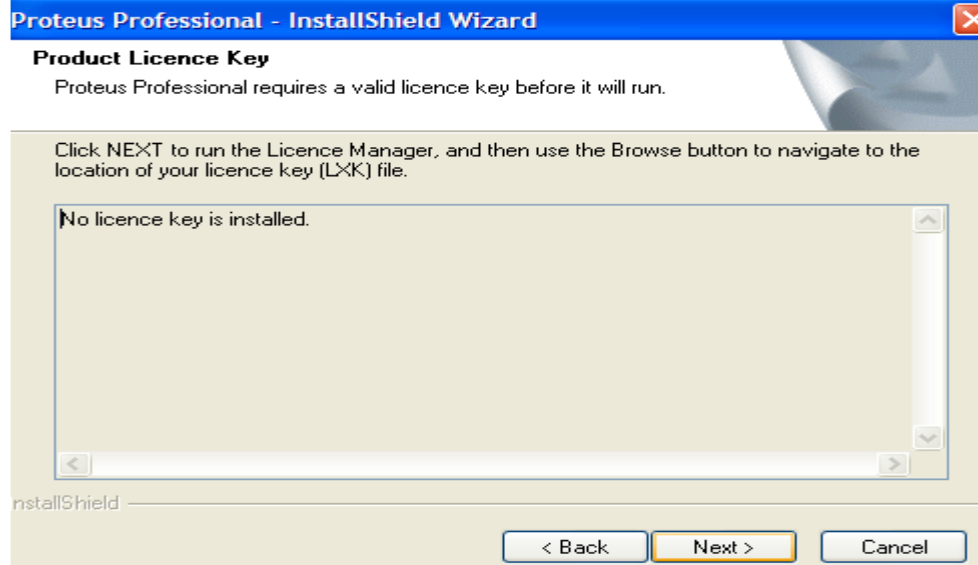 Proteus Professional - InstallShield Wizard
Product Licence Key
Proteus Professional requires a valid licence key before it will run.
Click NEXT to run the Licence Manager, and then use the Browse button to navigate to the
location of your licence key (LXK) file.
No licence key is installed.
nstallShield
< Back Next > Cancel